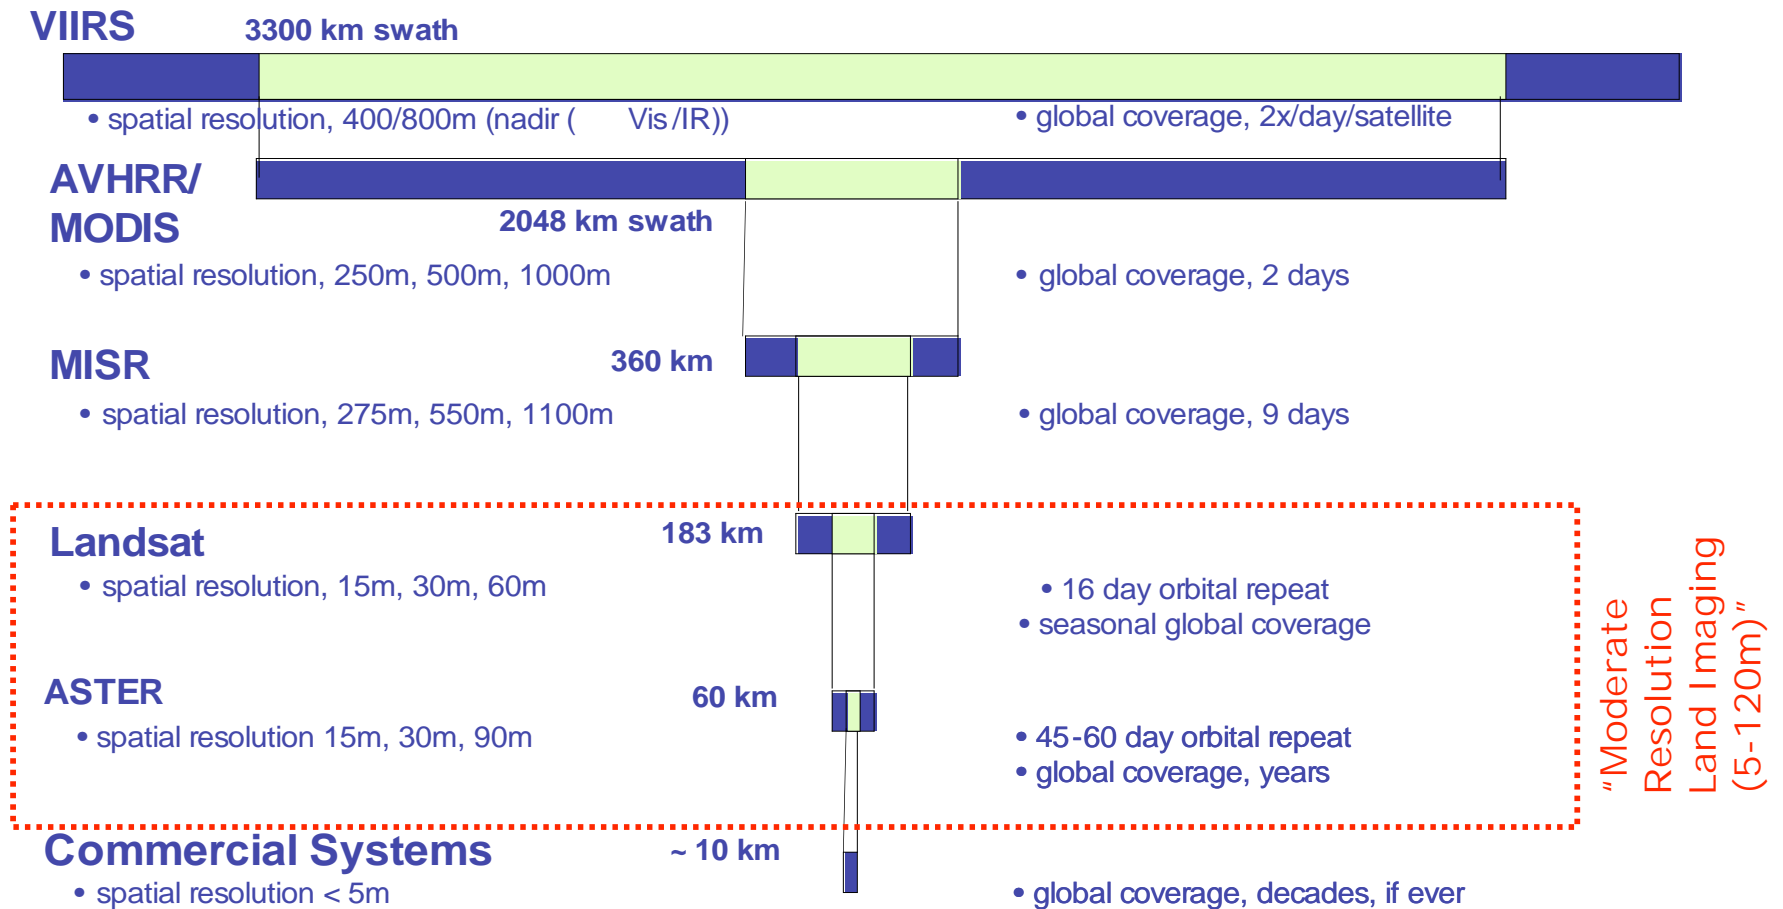 VIIRS
3300 km swath
• spatial resolution, 400/800m (nadir ( Vis/IR))
• global coverage, 2x/day/satellite
AVHRR/
MODIS
2048 km swath
• spatial resolution, 250m, 500m, 1000m
• global coverage, 2 days
MISR
360 km
• spatial resolution, 275m, 550m, 1100m
• global coverage, 9 days
Landsat
183 km
• spatial resolution, 15m, 30m, 60m
• 16 day orbital repeat
• seasonal global coverage
ASTER
60 km
• spatial resolution 15m, 30m, 90m
• 45-60 day orbital repeat
• global coverage, years
"Moderate
Resolution
Land Imaging
(5-120m)"
Commercial Systems
~ 10 km
• spatial resolution < 5m
• global coverage, decades, if ever